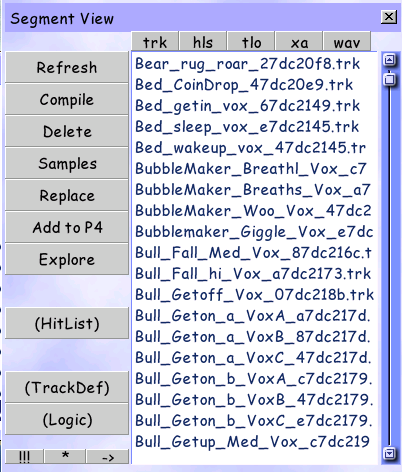 Segment View
trk hls tlo xa wav
Refresh
Compile
Delete
Samples
Replace
Add to P4
Explore
(HitList)
(TrackDef)
(Logic)
!!! * ->
Bear_rug_roar_27dc20f8.trk
Bed_CoinDrop_47dc20e9.trk
Bed_getin_vox_67dc2149.trk
Bed_sleep_vox_e7dc2145.trk
Bed_wakeup_vox_47dc2145.tr
BubbleMaker_Breathl_Vox_c7
BubbleMaker_Breaths_Vox_a7
BubbleMaker_Woo_Vox_47dc2
Bubblemaker_Giggle_Vox_e7dc
Bull_Fall_Med_Vox_87dc216c.t
Bull_Fall_hi_Vox_a7dc2173.trk
Bull_Getoff_Vox_07dc218b.trk
Bull_Geton_a_VoxA_a7dc217d.
Bull_Geton_a_VoxB_87dc217d.
Bull_Geton_a_VoxC_47dc217d.
Bull_Geton_b_VoxA_c7dc2179.
Bull_Geton_b_VoxB_47dc2179.
Bull_Geton_b_VoxC_e7dc2179.
Bull_Getup_Med_Vox_c7dc219